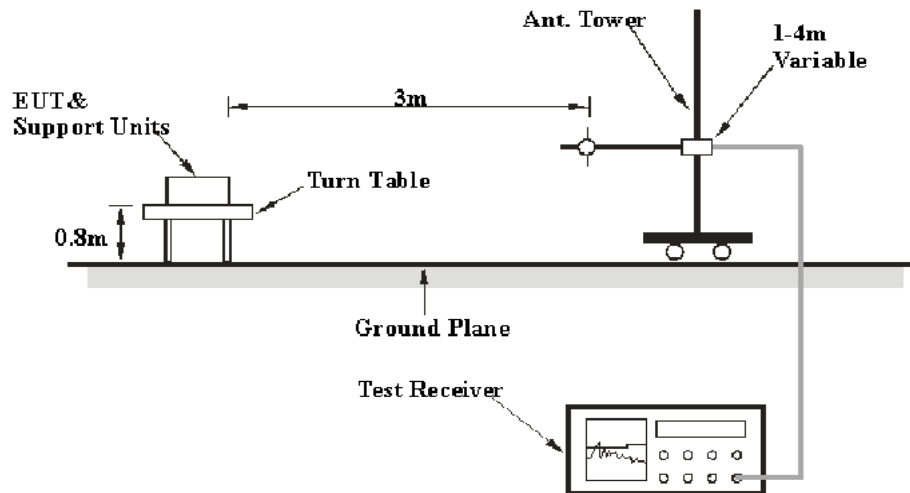 Ant. Tower
1-4m
Variable
3m
EUT&
Support Units
Turn Table
0.8m
Ground Plane
Test Receiver